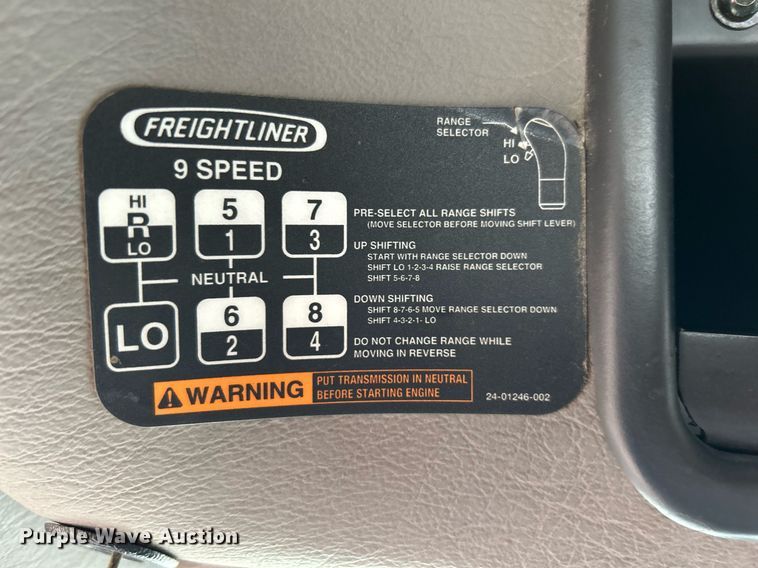 FREIGHTLINER
9 SPEED
RANGE
SELECTOR
HI
LO
HI
R
LO
5
1
7
3
NEUTRAL
LO
6
2
8
4
PRE-SELECT ALL RANGE SHIFTS
(MOVE SELECTOR BEFORE MOVING SHIFT LEVER)
UP SHIFTING
START WITH RANGE SELECTOR DOWN
SHIFT LO 1-2-3-4 RAISE RANGE SELECTOR
SHIFT 5-6-7-8
DOWN SHIFTING
SHIFT 8-7-6-5 MOVE RANGE SELECTOR DOWN
SHIFT 4-3-2-1- LO
DO NOT CHANGE RANGE WHILE
MOVING IN REVERSE
WARNING
PUT TRANSMISSION IN NEUTRAL
BEFORE STARTING ENGINE
24-01246-002
Purple Wave Auction